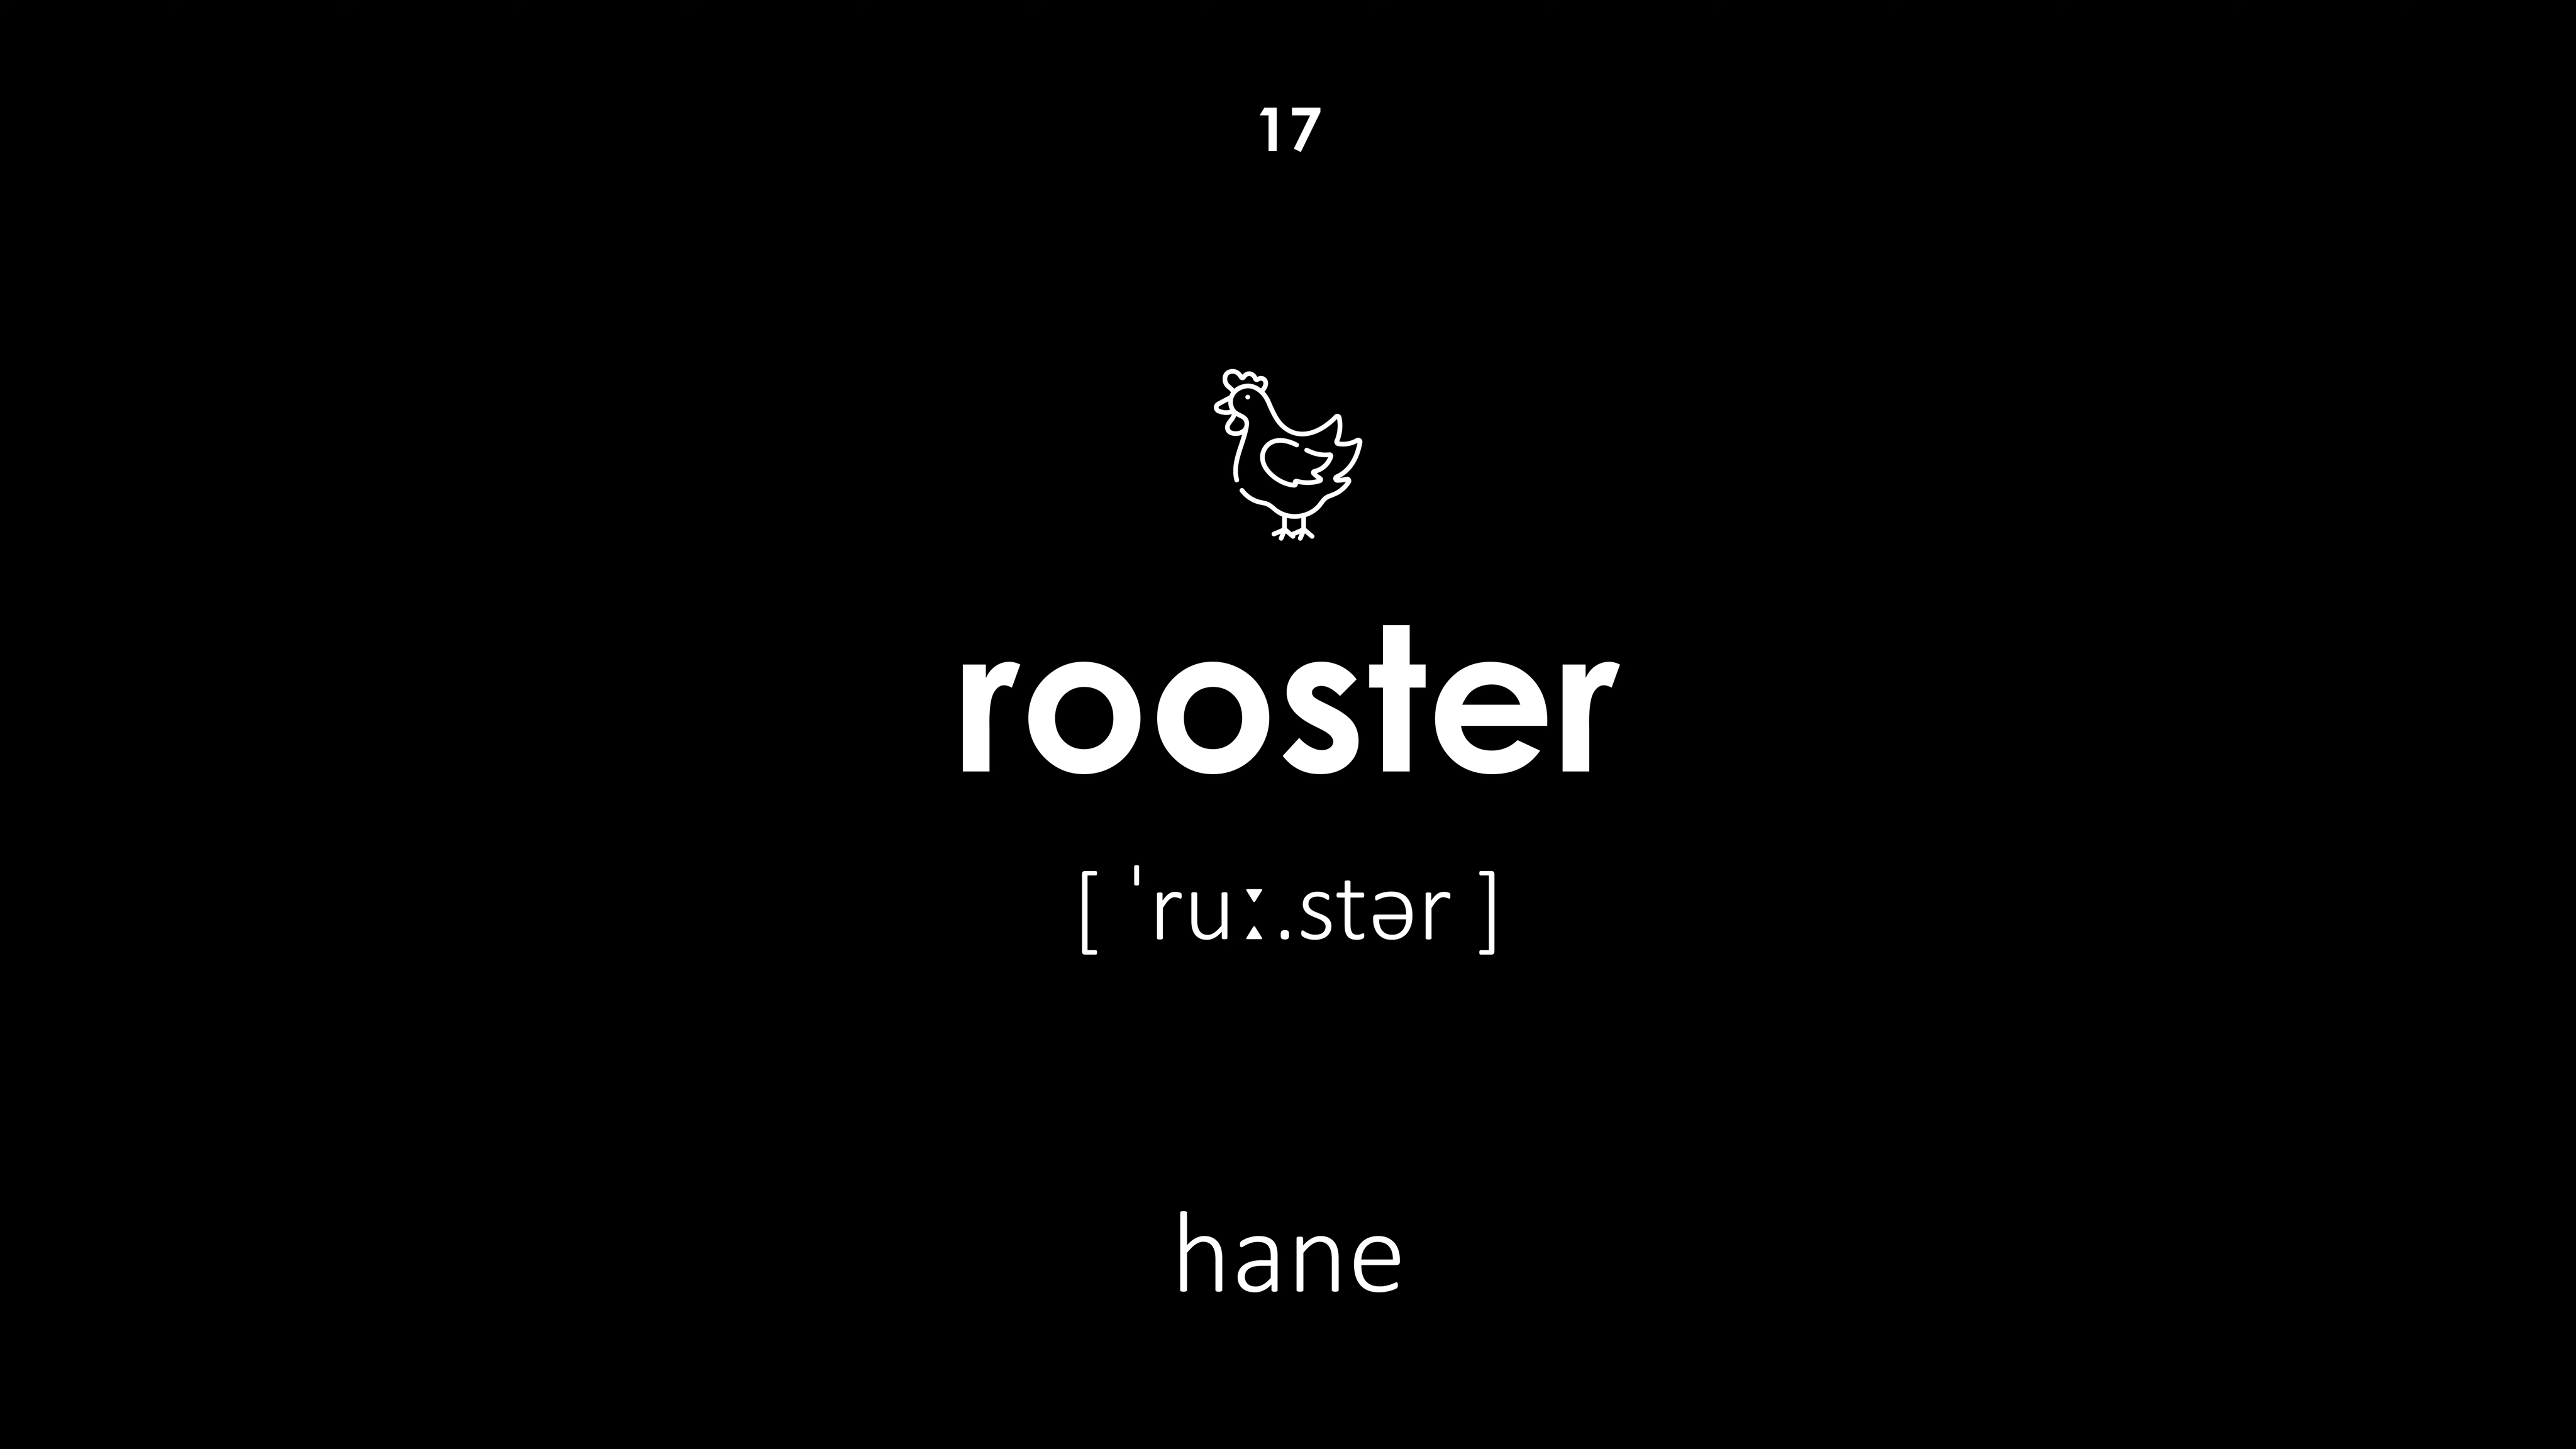 17
rooster
[ ˈruː.stər ]
hane